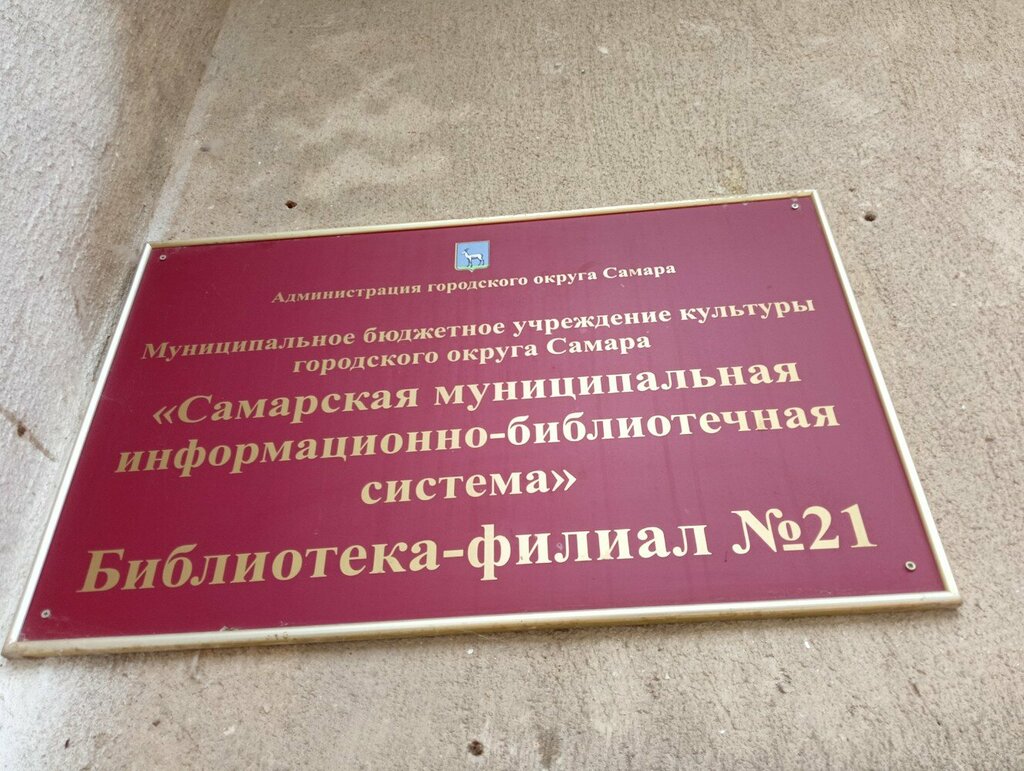 Администрация городского округа Самара
Муниципальное бюджетное учреждение культуры
городского округа Самара
«Самарская муниципальная
информационно-библиотечная
система»
Библиотека-филиал №21